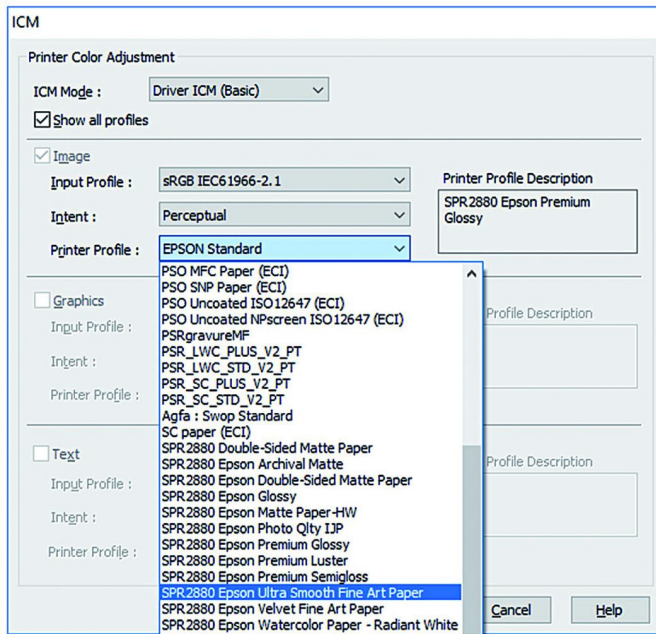 ICM
Printer Color Adjustment
ICM Mode :
Driver ICM (Basic)
Show all profiles
Image
Input Profile :
sRGB IEC61966-2.1
Printer Profile Description
Intent :
Perceptual
SPR2880 Epson Premium
Glossy
Printer Profile :
EPSON Standard
PSO MFC Paper (ECI)
PSO SNP Paper (ECI)
PSO Uncoated ISO12647 (ECI)
PSO Uncoated NPscreen ISO12647 (ECI)
PSRgravureMF
PSR_LWC_PLUS_V2_PT
PSR_LWC_STD_V2_PT
PSR_SC_PLUS_V2_PT
PSR_SC_STD_V2_PT
Agfa : Swop Standard
SC paper (ECI)
SPR2880 Double-Sided Matte Paper
SPR2880 Epson Archival Matte
SPR2880 Epson Double-Sided Matte Paper
SPR2880 Epson Glossy
SPR2880 Epson Matte Paper-HW
SPR2880 Epson Photo Qlty IJP
SPR2880 Epson Premium Glossy
SPR2880 Epson Premium Luster
SPR2880 Epson Premium Semigloss
SPR2880 Epson Ultra Smooth Fine Art Paper
SPR2880 Epson Velvet Fine Art Paper
SPR2880 Epson Watercolor Paper - Radiant White
Graphics
Input Profile :
Profile Description
Intent :
Printer Profile :
Text
Profile Description
Input Profile :
Intent :
Printer Profile :
Cancel
Help